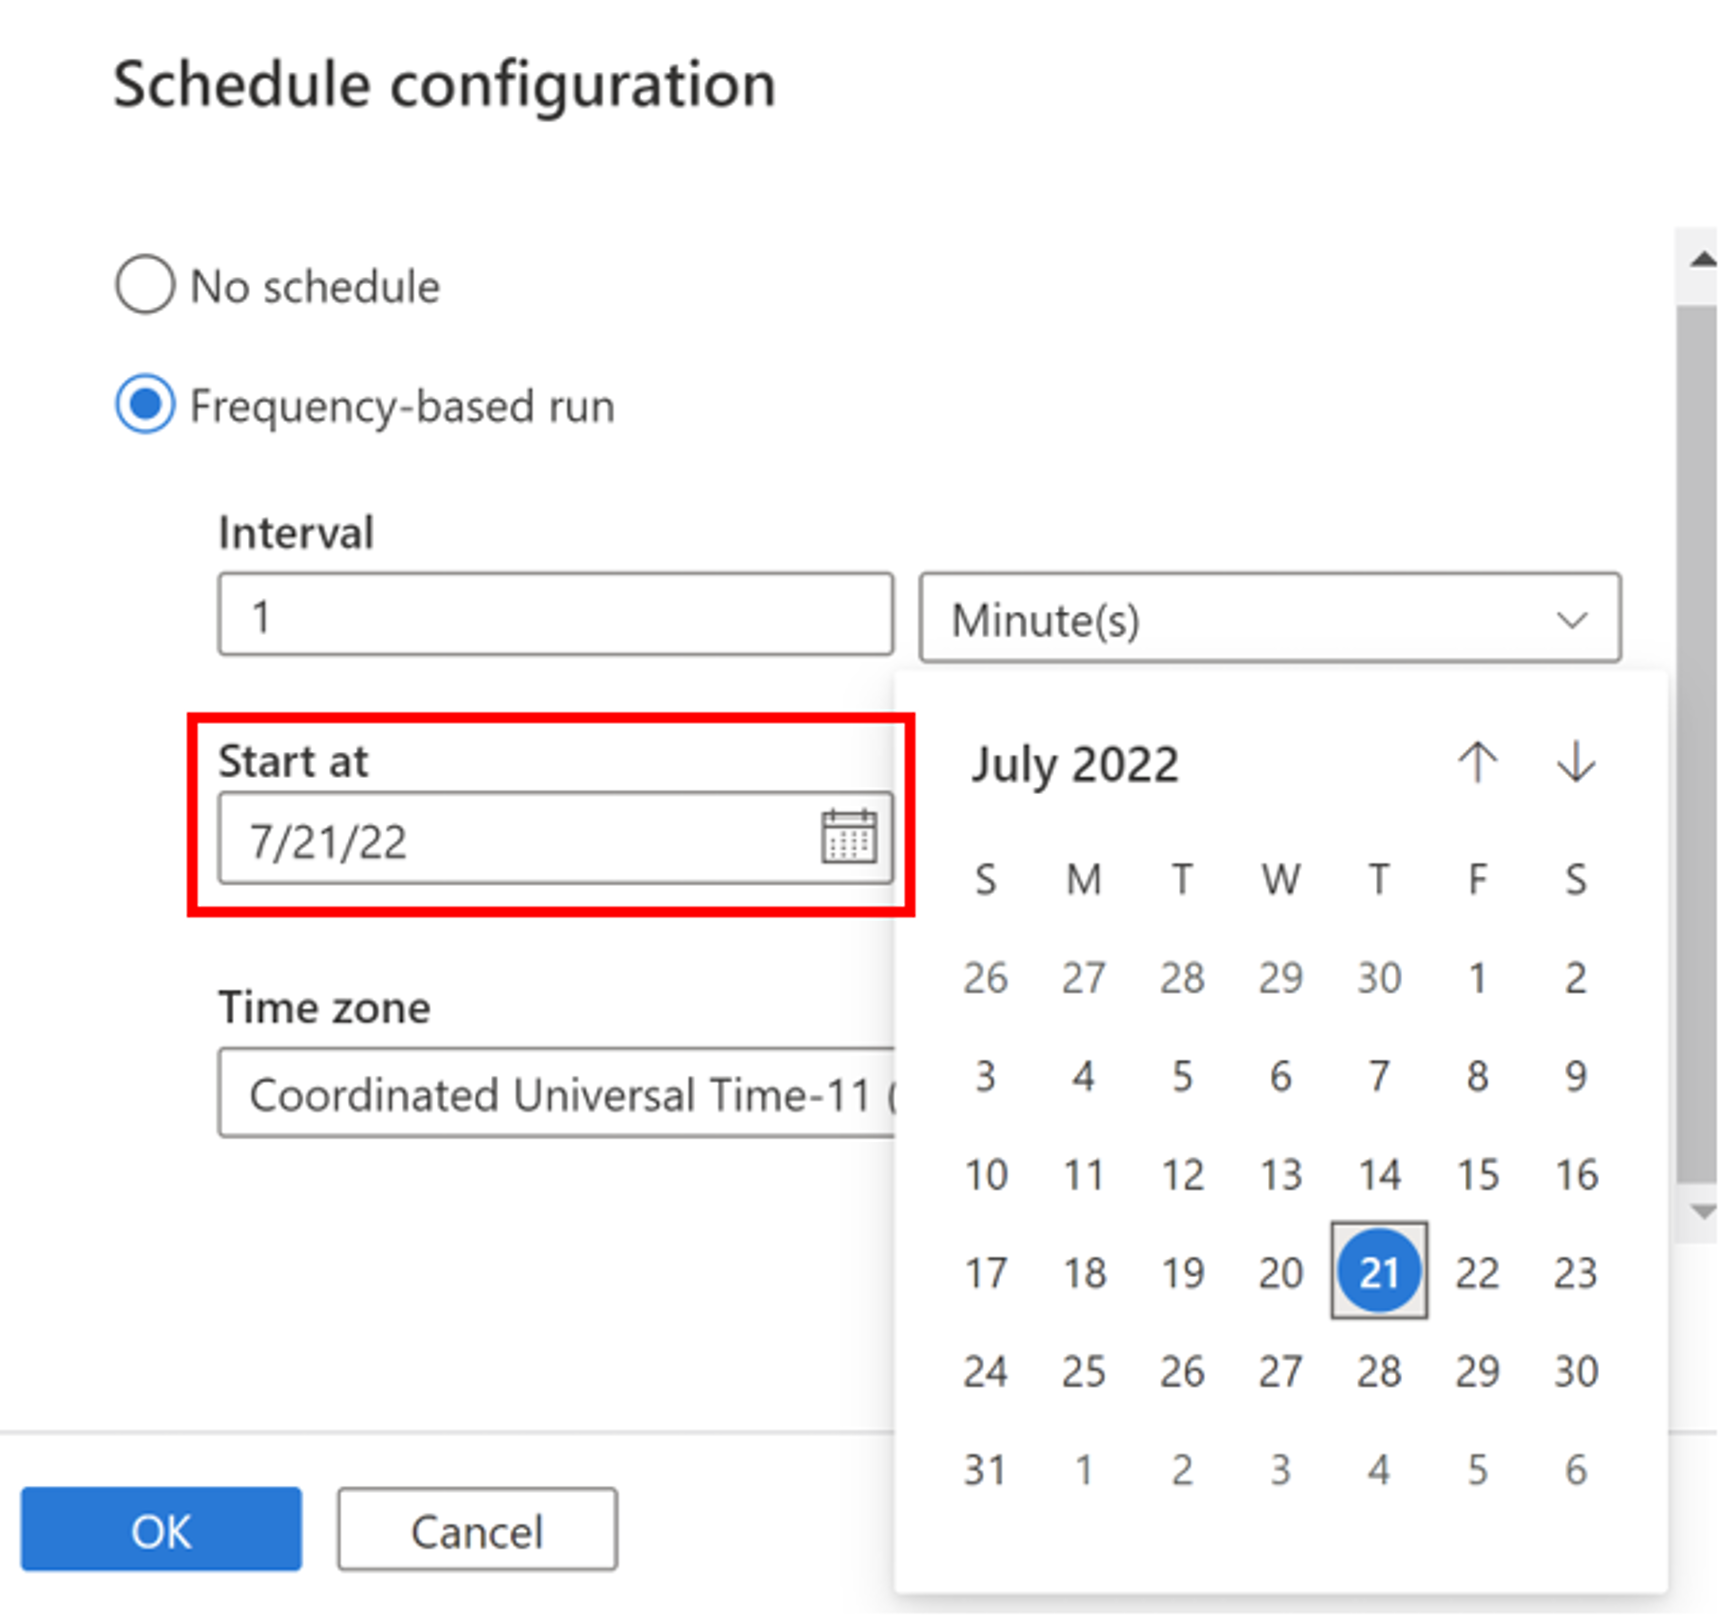 Schedule configuration
No schedule
Frequency-based run
Interval
1
Minute(s)
Start at
7/21/22
Time zone
Coordinated Universal Time-11 (
July 2022
S M T W T F S
26 27 28 29 30 1 2
3 4 5 6 7 8 9
10 11 12 13 14 15 16
17 18 19 20 21 22 23
24 25 26 27 28 29 30
31 1 2 3 4 5 6
OK
Cancel